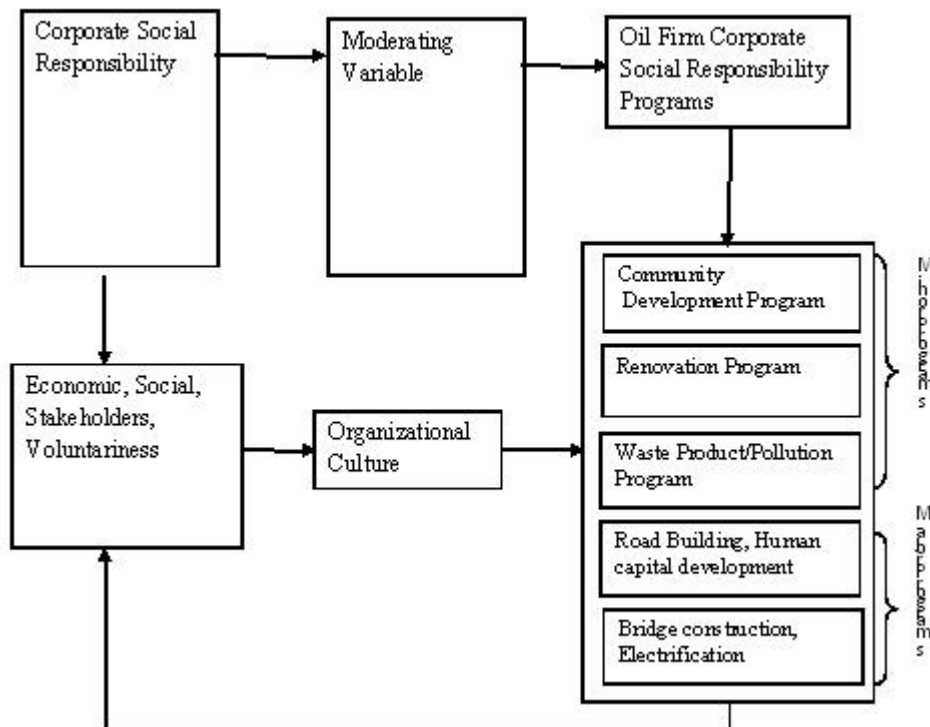 Corporate Social
Responsibility
Moderating
Variable
Oil Firm Corporate
Social Responsibility
Programs
Community
Development Program
Renovation Program
Waste Product/Pollution
Program
Road Building, Human
capital development
Bridge construction,
Electrification
Economic, Social,
Stakeholders,
Voluntariness
Organizational
Culture